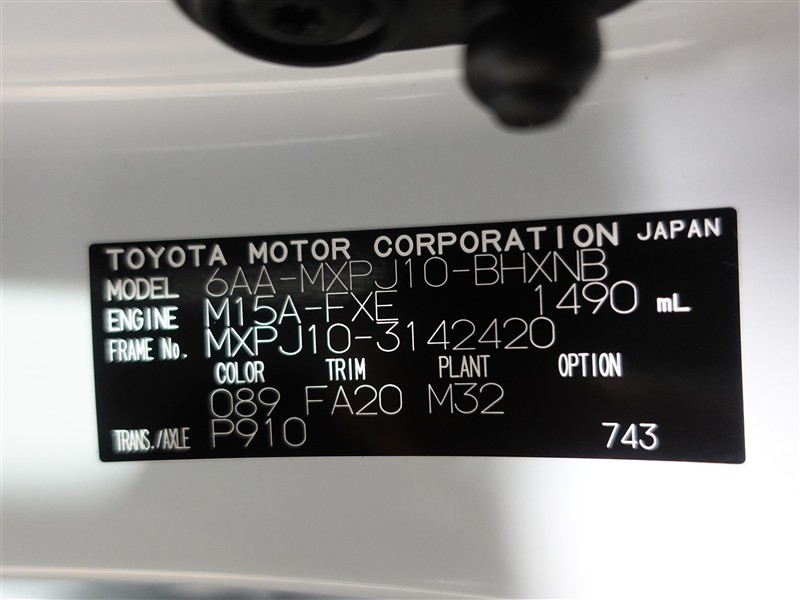 TOYOTA MOTOR CORPORATION JAPAN
MODEL 6AA-MXPJ10-BHXNB
ENGINE M15A-FXE 1490 mL
FRAME No. MXPJ10-3142420
COLOR TRIM PLANT OPTION
089 FA20 M32
TRANS./AXLE P910 743